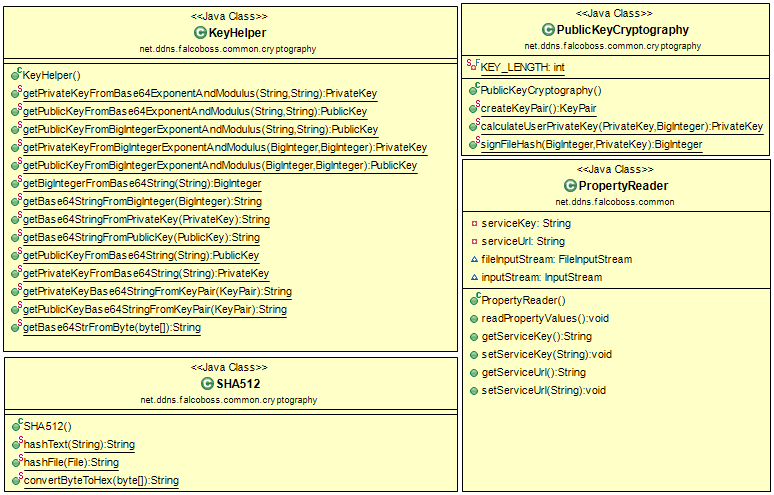 <<Java Class>>
KeyHelper
net.ddns.falcoboss.common.cryptography
KeyHelper()
getPrivateKeyFromBase64ExponentAndModulus(String,String):PrivateKey
getPublicKeyFromBase64ExponentAndModulus(String,String):PublicKey
getPublicKeyFromBigIntegerExponentAndModulus(String,String):PublicKey
getPrivateKeyFromBigIntegerExponentAndModulus(BigInteger,BigInteger):PrivateKey
getPublicKeyFromBigIntegerExponentAndModulus(BigInteger,BigInteger):PublicKey
getBigIntegerFromBase64String(String):BigInteger
getBase64StringFromBigInteger(BigInteger):String
getBase64StringFromPrivateKey(PrivateKey):String
getBase64StringFromPublicKey(PublicKey):String
getPublicKeyFromBase64String(String):PublicKey
getPrivateKeyFromBase64String(String):PrivateKey
getPrivateKeyBase64StringFromKeyPair(KeyPair):String
getPublicKeyBase64StringFromKeyPair(KeyPair):String
getBase64StrFromByte(byte[]):String
<<Java Class>>
SHA512
net.ddns.falcoboss.common.cryptography
SHA512()
hashText(String):String
hashFile(File):String
convertByteToHex(byte[]):String
<<Java Class>>
PublicKeyCryptography
net.ddns.falcoboss.common.cryptography
KEY_LENGTH: int
PublicKeyCryptography()
createKeyPair():KeyPair
calculateUserPrivateKey(PrivateKey,BigInteger):PrivateKey
signFileHash(BigInteger,PrivateKey):BigInteger
<<Java Class>>
PropertyReader
net.ddns.falcoboss.common
serviceKey: String
serviceUrl: String
fileInputStream: FileInputStream
inputStream: InputStream
PropertyReader()
readPropertyValues():void
getServiceKey():String
setServiceKey(String):void
getServiceUrl():String
setServiceUrl(String):void